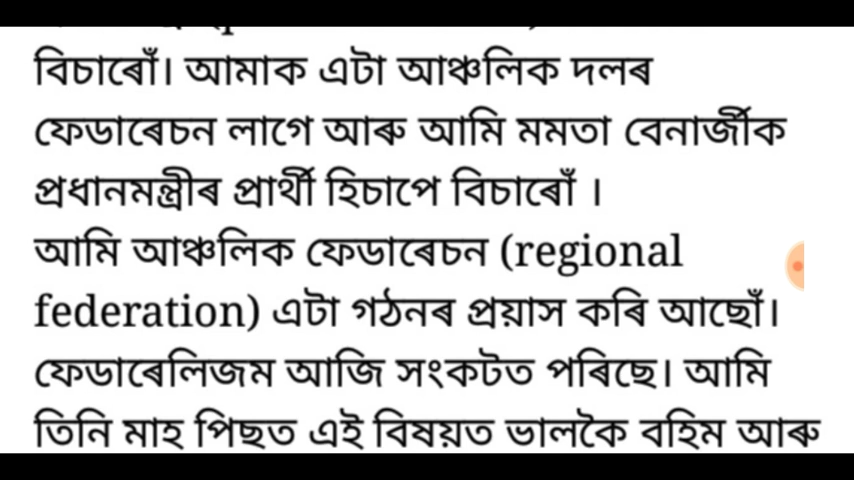 বিচাৰোঁ। আমাক এটা আঞ্চলিক দলৰ
ফেডাৰেচন লাগে আৰু আমি মমতা বেনাৰ্জীক
প্ৰধানমন্ত্ৰীৰ প্ৰাৰ্থী হিচাপে বিচাৰোঁ ।
আমি আঞ্চলিক ফেডাৰেচন (regional
federation) এটা গঠনৰ প্ৰয়াস কৰি আছোঁ।
ফেডাৰেলিজম আজি সংকটত পৰিছে। আমি
তিনি মাহ পিছত এই বিষয়ত ভালকৈ বহিম আৰু